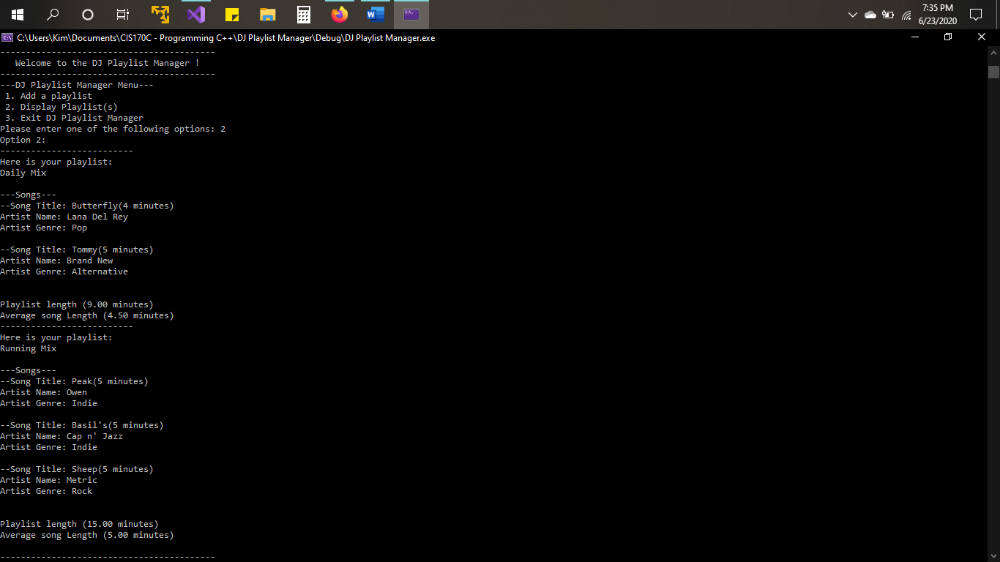 7:35 PM
6/23/2020
C:\Users\Kim\Documents\CIS170C - Programming C++\DJ Playlist Manager\Debug\DJ Playlist Manager.exe
------------------------------------------
   Welcome to the DJ Playlist Manager !
------------------------------------------
---DJ Playlist Manager Menu---
 1. Add a playlist
 2. Display Playlist(s)
 3. Exit DJ Playlist Manager
Please enter one of the following options: 2
Option 2:
--------------------------
Here is your playlist:
Daily Mix

---Songs---
--Song Title: Butterfly(4 minutes)
Artist Name: Lana Del Rey
Artist Genre: Pop

--Song Title: Tommy(5 minutes)
Artist Name: Brand New
Artist Genre: Alternative


Playlist length (9.00 minutes)
Average song Length (4.50 minutes)
--------------------------
Here is your playlist:
Running Mix

---Songs---
--Song Title: Peak(5 minutes)
Artist Name: Owen
Artist Genre: Indie

--Song Title: Basil's(5 minutes)
Artist Name: Cap n' Jazz
Artist Genre: Indie

--Song Title: Sheep(5 minutes)
Artist Name: Metric
Artist Genre: Rock


Playlist length (15.00 minutes)
Average song Length (5.00 minutes)

------------------------------------------